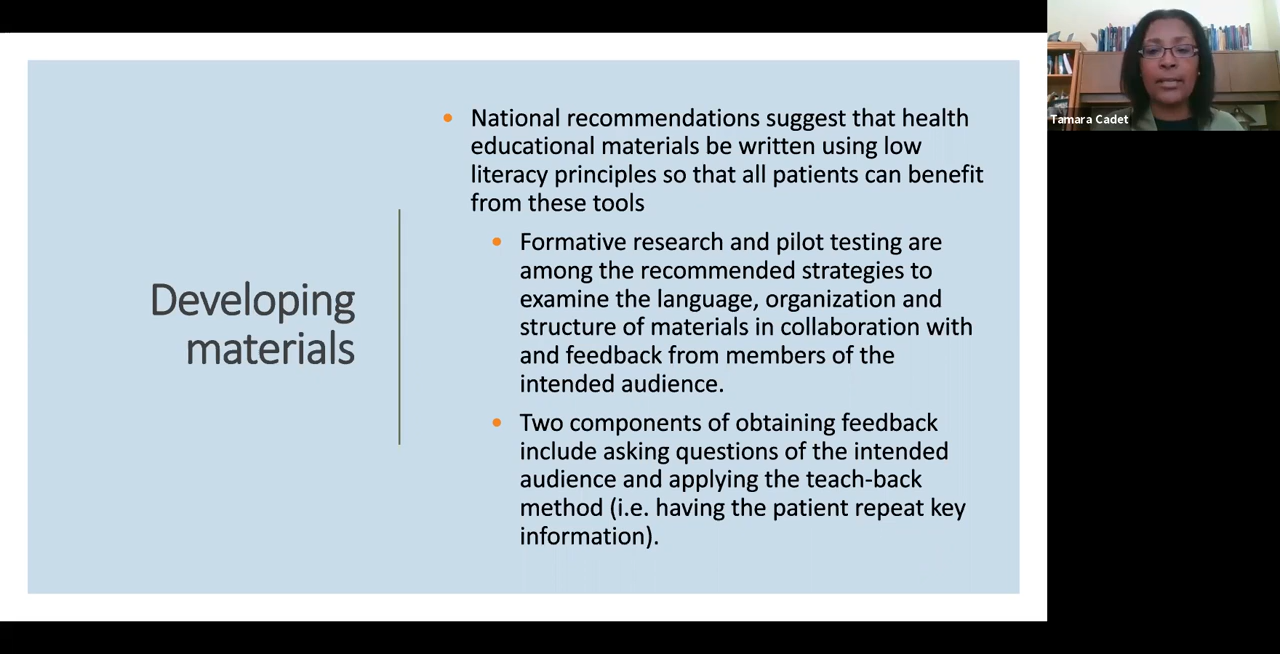 Developing
materials
• National recommendations suggest that health
educational materials be written using low
literacy principles so that all patients can benefit
from these tools
• Formative research and pilot testing are
among the recommended strategies to
examine the language, organization and
structure of materials in collaboration with
and feedback from members of the
intended audience.
• Two components of obtaining feedback
include asking questions of the intended
audience and applying the teach-back
method (i.e. having the patient repeat key
information).
Tamara Cadet